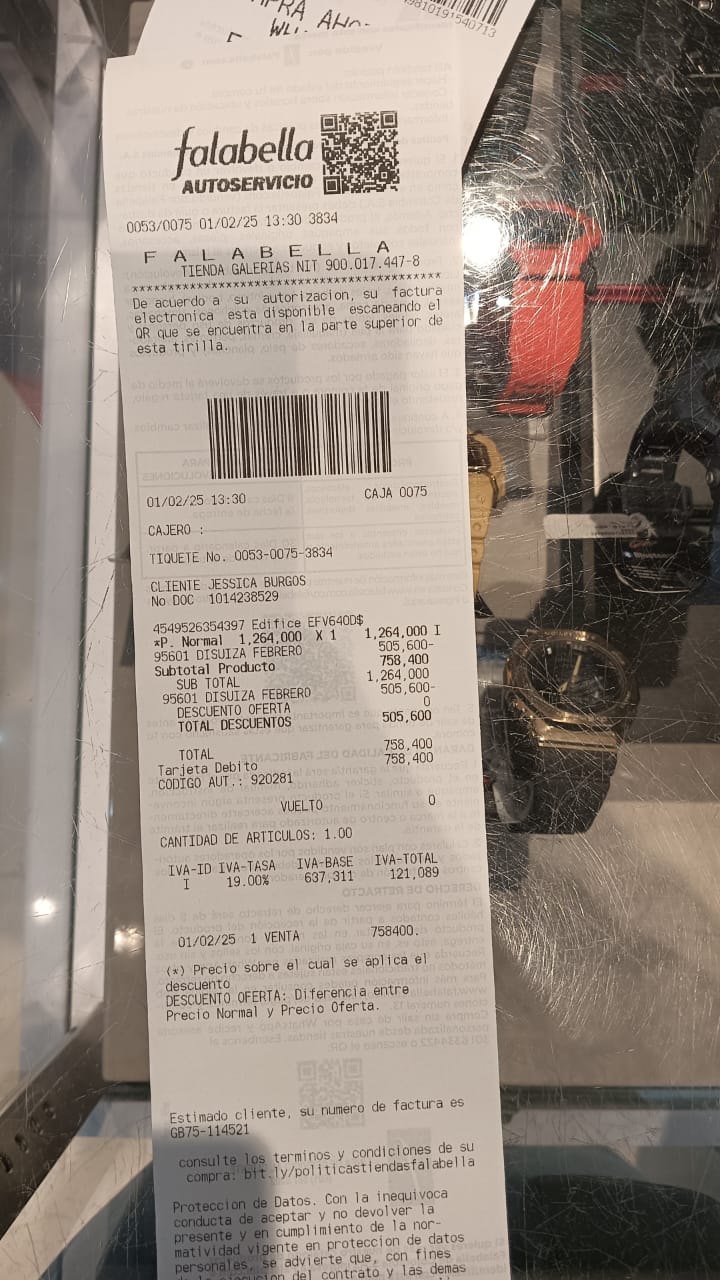 PRA AHO
9810191540713
falabella
AUTOSERVICIO
0053/0075 01/02/25 13:30 3834
F A L A B E L L A
TIENDA GALERIAS NIT 900.017.447-8
******************************************
De acuerdo a su autorizacion, su factura
electronica esta disponible escaneando el
QR que se encuentra en la parte superior de
esta tirilla.
01/02/25 13:30 CAJA 0075
CAJERO :
TIQUETE No. 0053-0075-3834
CLIENTE JESSICA BURGOS
No DOC 1014238529
4549526354397 Edifice EFV640D$
*P. Normal 1,264,000 X 1 1,264,000 I
95601 DISUIZA FEBRERO 505,600-
Subtotal Producto 758,400
SUB TOTAL 1,264,000
95601 DISUIZA FEBRERO 505,600-
DESCUENTO OFERTA 0
TOTAL DESCUENTOS 505,600
TOTAL 758,400
Tarjeta Debito 758,400
CODIGO AUT.: 920281
VUELTO 0
CANTIDAD DE ARTICULOS: 1.00
IVA-ID IVA-TASA IVA-BASE IVA-TOTAL
I 19.00% 637,311 121,089
01/02/25 1 VENTA 758400.
(*) Precio sobre el cual se aplica el
descuento
DESCUENTO OFERTA: Diferencia entre
Precio Normal y Precio Oferta.
Estimado cliente, su numero de factura es
GB75-114521
consulte los terminos y condiciones de su
compra: bit.ly/politicastiendasfalabella
Proteccion de Datos. Con la inequivoca
conducta de aceptar y no devolver la
presente y en cumplimiento de la nor-
matividad vigente en proteccion de datos
personales, se advierte que, con fines
del contrato y las demas